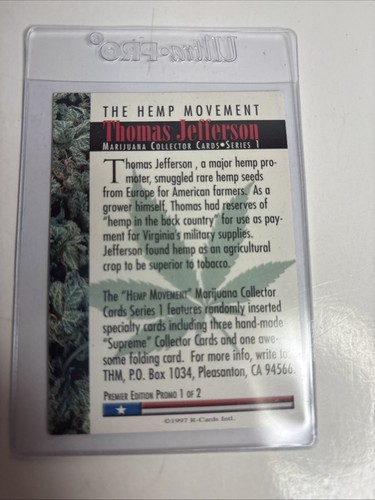 Ultra•PRO®
THE HEMP MOVEMENT
Thomas Jefferson
MARIJUANA COLLECTOR CARDS•SERIES 1
Thomas Jefferson , a major hemp pro-
moter, smuggled rare hemp seeds
from Europe for American farmers. As a
grower himself, Thomas had reserves of
"hemp in the back country" for use as pay-
ment for Virginia's military supplies.
Jefferson found hemp as an agricultural
crop to be superior to tobacco.
The "HEMP MOVEMENT" Marijuana Collector
Cards Series 1 features randomly inserted
specialty cards including three hand-made
"Supreme" Collector Cards and one awe-
some folding card. For more info, write to:
THM, P.O. Box 1034, Pleasanton, CA 94566.
PREMIER EDITION PROMO 1 OF 2
©1997 R-Cards Intl.